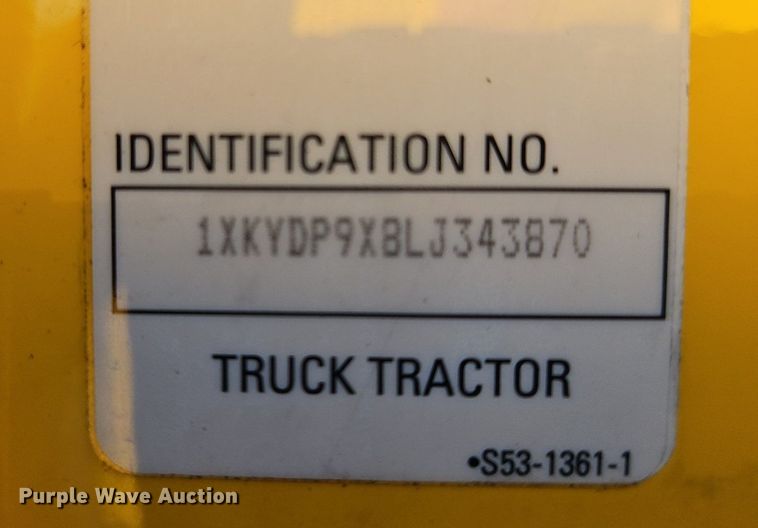 IDENTIFICATION NO.
1XKYDP9X8LJ343870
TRUCK TRACTOR
•S53-1361-1
Purple Wave Auction